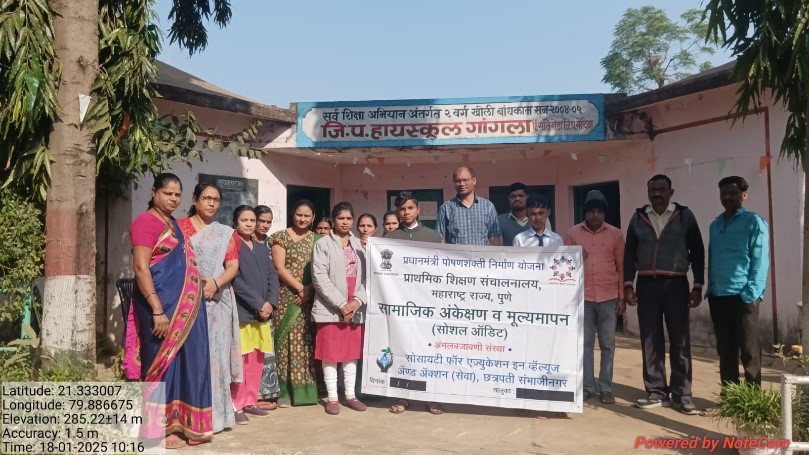 सर्व शिक्षा अभियान अंतर्गत २ वर्ग खोली बांधकाम सन-२००४-०५
जि.प.हायस्कुल गांगला
प्रधानमंत्री पोषणशक्ती निर्माण योजना
प्राथमिक शिक्षण संचालनालय,
महाराष्ट्र राज्य, पुणे
सामाजिक अंकेक्षण व मूल्यमापन
(सोशल ऑडिट)
• अंमलबजावणी संस्था •
सोसायटी फॉर एज्युकेशन इन व्हॅल्यूज
ॲण्ड ॲक्शन (सेवा), छत्रपती संभाजीनगर
दिनांक
तालुका
Latitude: 21.333007
Longitude: 79.886675
Elevation: 285.22±14 m
Accuracy: 1.5 m
Time: 18-01-2025 10:16
Powered by NoteCam